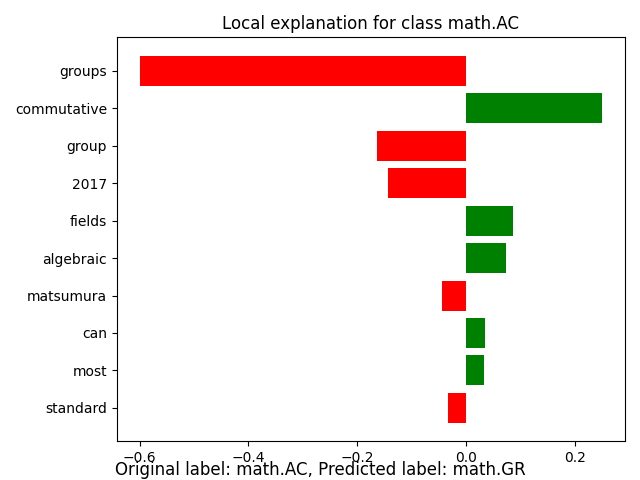 Local explanation for class math.AC
groups
commutative
group
2017
fields
algebraic
matsumura
can
most
standard
−0.6 −0.4 −0.2 0.0 0.2
Original label: math.AC, Predicted label: math.GR